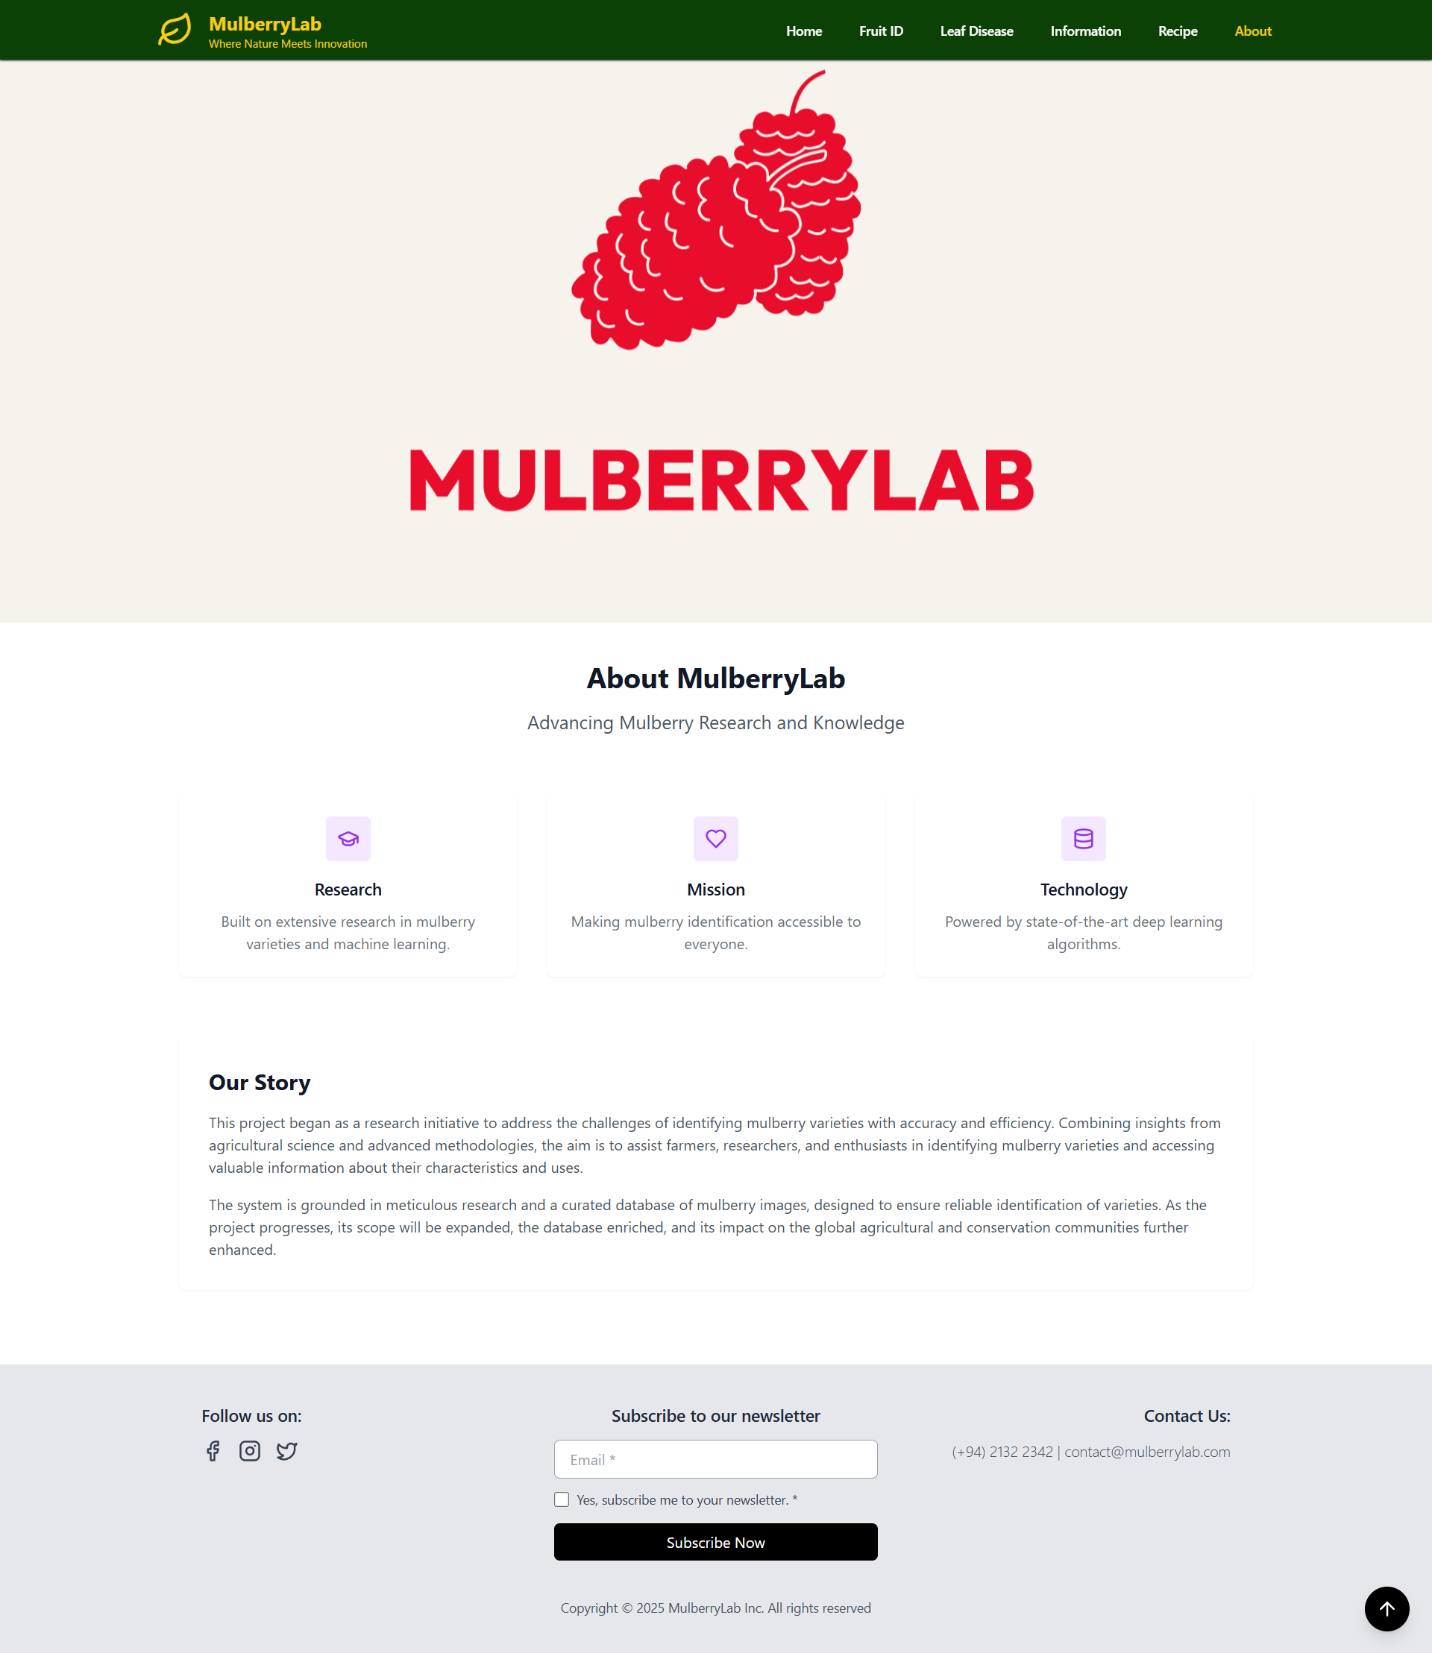 MulberryLab
Where Nature Meets Innovation
Home Fruit ID Leaf Disease Information Recipe About
MULBERRYLAB
About MulberryLab
Advancing Mulberry Research and Knowledge
Research
Built on extensive research in mulberry
varieties and machine learning.
Mission
Making mulberry identification accessible to
everyone.
Technology
Powered by state-of-the-art deep learning
algorithms.
Our Story
This project began as a research initiative to address the challenges of identifying mulberry varieties with accuracy and efficiency. Combining insights from
agricultural science and advanced methodologies, the aim is to assist farmers, researchers, and enthusiasts in identifying mulberry varieties and accessing
valuable information about their characteristics and uses.
The system is grounded in meticulous research and a curated database of mulberry images, designed to ensure reliable identification of varieties. As the
project progresses, its scope will be expanded, the database enriched, and its impact on the global agricultural and conservation communities further
enhanced.
Follow us on:
Subscribe to our newsletter
Email *
Yes, subscribe me to your newsletter. *
Subscribe Now
Contact Us:
(+94) 2132 2342 | contact@mulberrylab.com
Copyright © 2025 MulberryLab Inc. All rights reserved